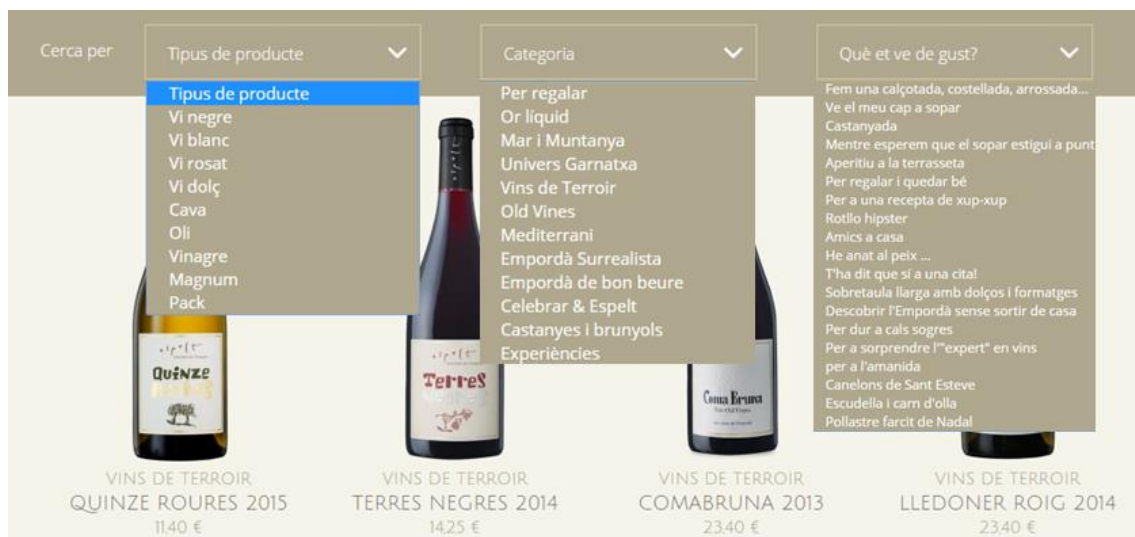 Cerca per
Tipus de producte
Categoria
Què et ve de gust?
Tipus de producte
Vi negre
Vi blanc
Vi rosat
Vi dolç
Cava
Oli
Vinagre
Magnum
Pack
Per regalar
Or líquid
Mar i Muntanya
Univers Garnatxa
Vins de Terroir
Old Vines
Mediterrani
Empordà Surrealista
Empordà de bon beure
Celebrar & Espelt
Castanyes i brunyols
Experiències
Fem una calçotada, costellada, arrossada...
Ve el meu cap a sopar
Castanyada
Mentre esperem que el sopar estigui a punt
Aperitiu a la terrasseta
Per regalar i quedar bé
Per a una recepta de xup-xup
Rotllo hipster
Amics a casa
He anat al peix ...
T'ha dit que sí a una cita!
Sobretaula llarga amb dolços i formatges
Descobrir l'Empordà sense sortir de casa
Per dur a cals sogres
Per a sorprendre l'"expert" en vins
per a l'amanida
Canelons de Sant Esteve
Escudella i carn d'olla
Pollastre farcit de Nadal
espelt
Quinze
Roures
espelt
Terres
Negres
Coma Bruna
VINS DE TERROIR
QUINZE ROURES 2015
11,40 €
VINS DE TERROIR
TERRES NEGRES 2014
14,25 €
VINS DE TERROIR
COMABRUNA 2013
23,40 €
VINS DE TERROIR
LLEDONER ROIG 2014
23,40 €